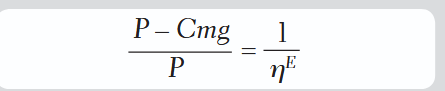 P – Cmg / P = 1 / η^E